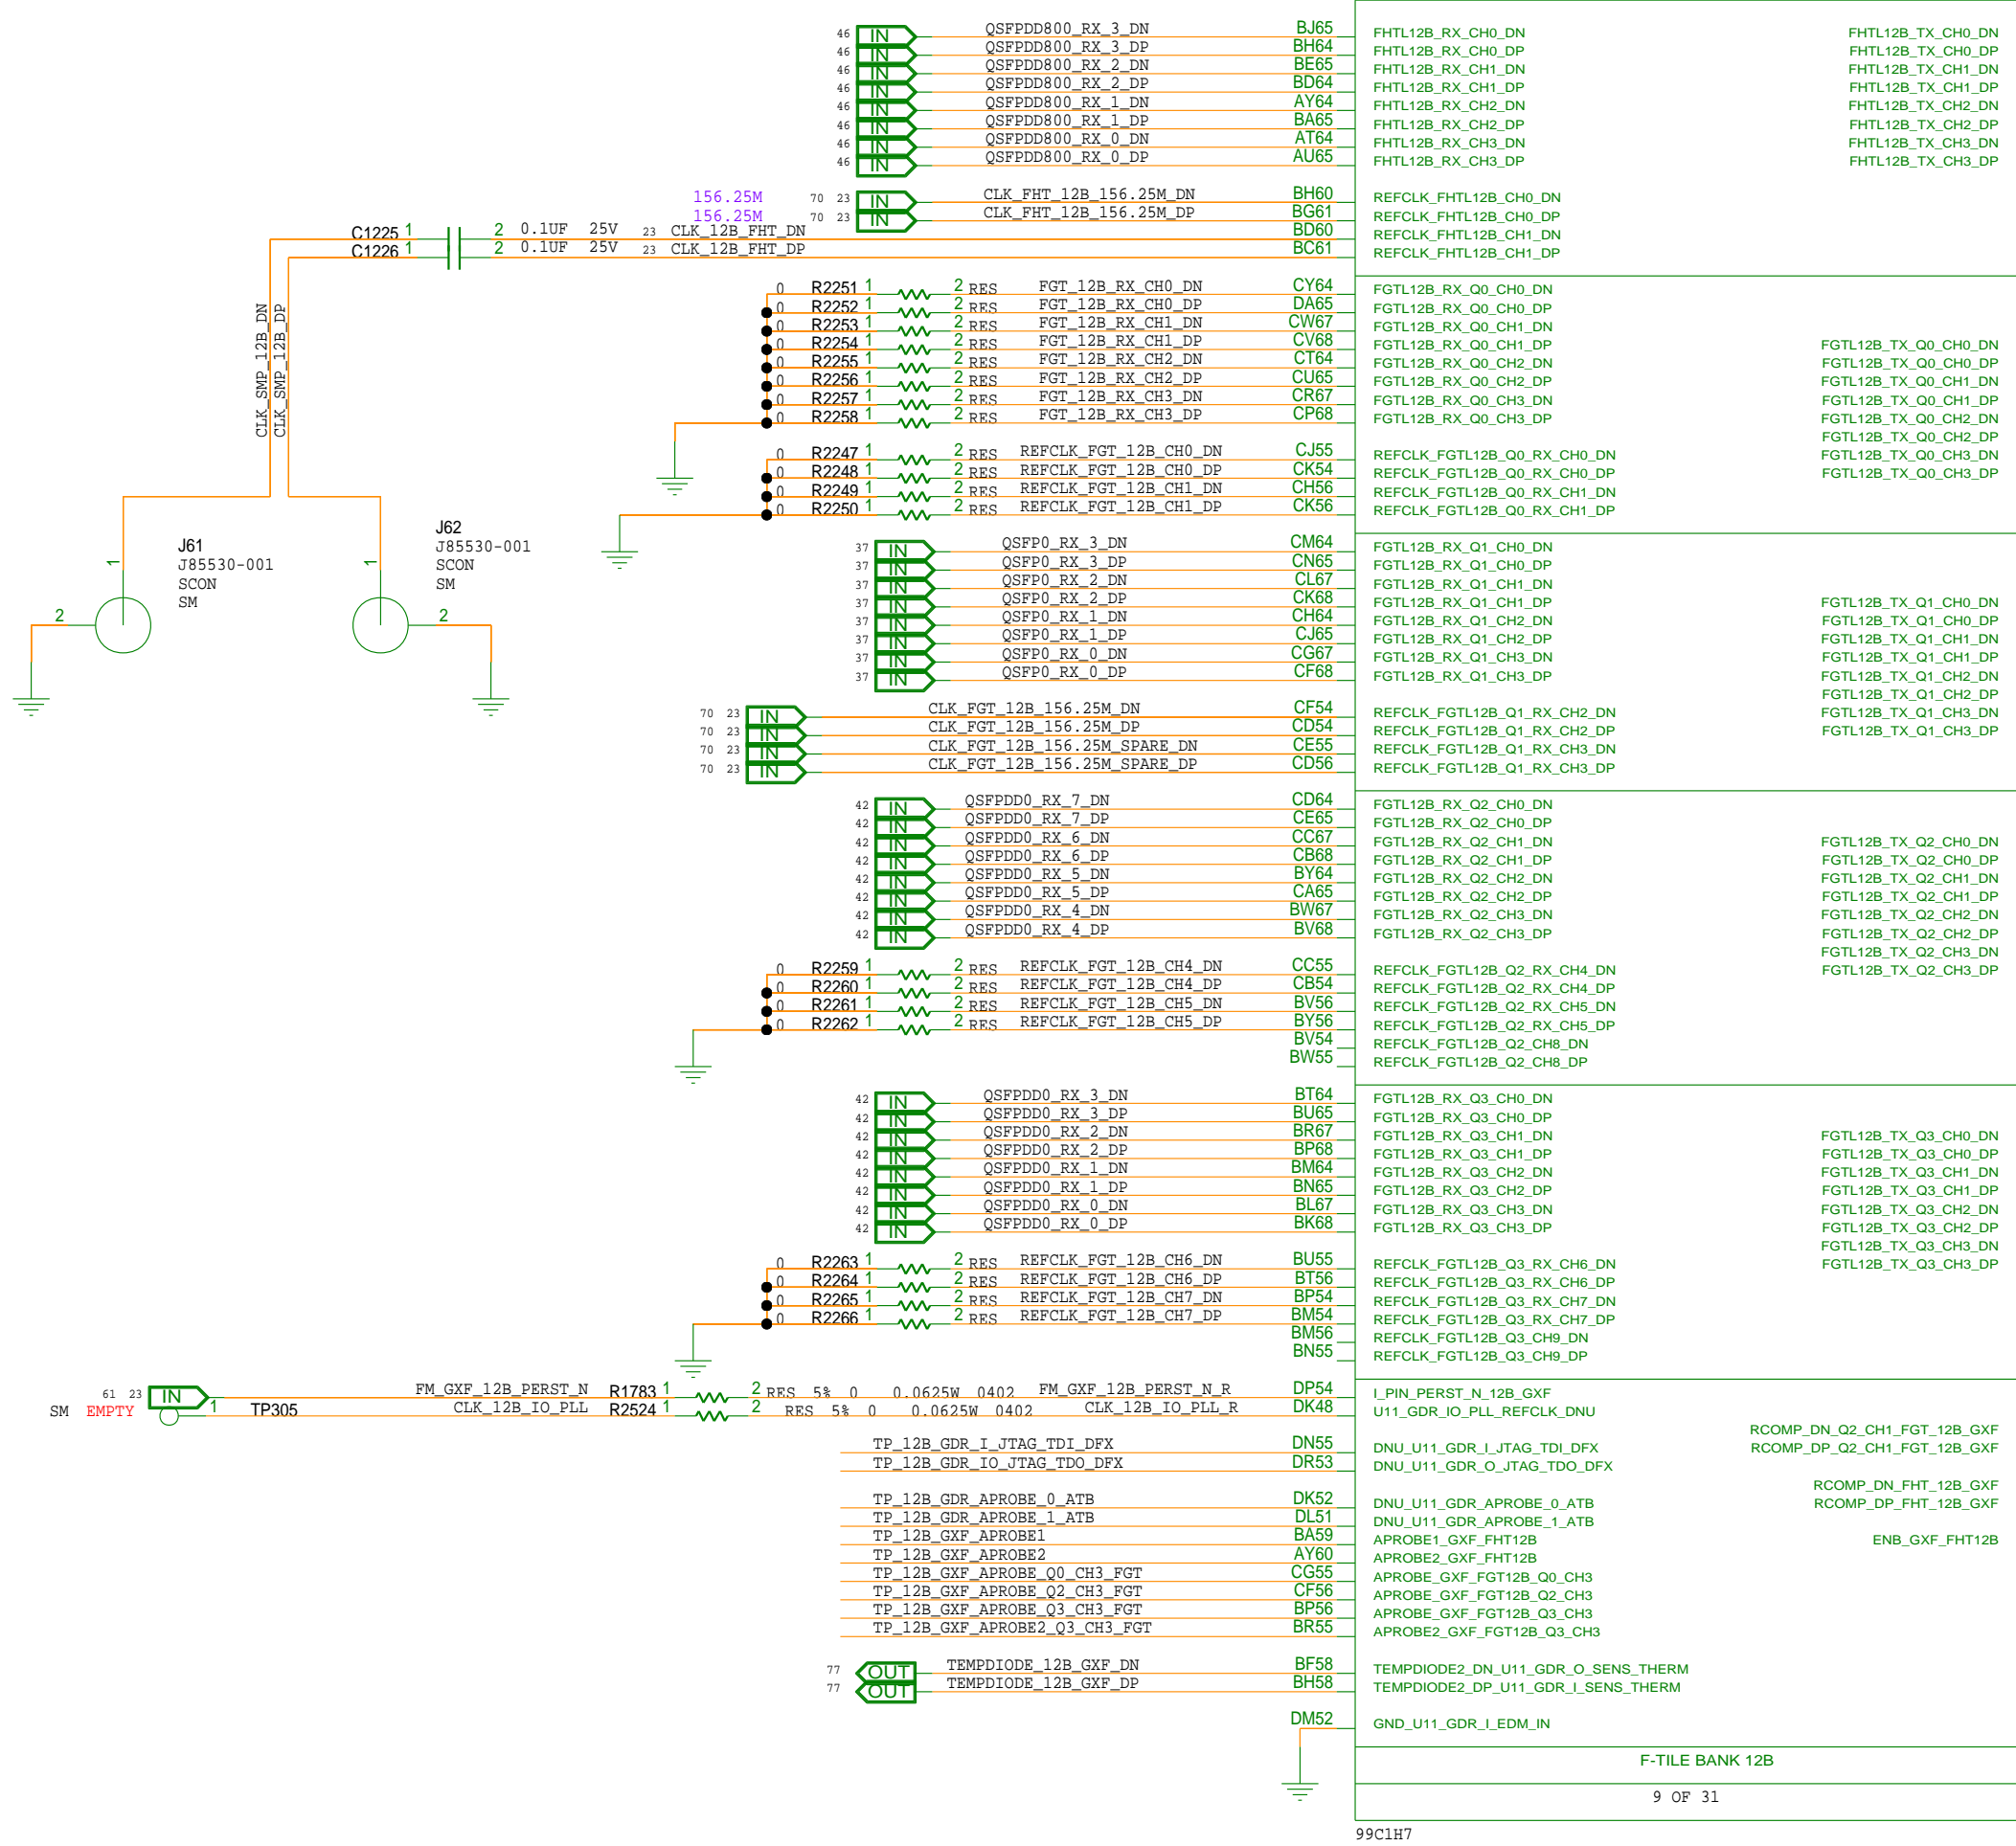 46 IN QSFPDD800_RX_3_DN BJ65 FHTL12B_RX_CH0_DN FHTL12B_TX_CH0_DN
46 IN QSFPDD800_RX_3_DP BH64 FHTL12B_RX_CH0_DP FHTL12B_TX_CH0_DP
46 IN QSFPDD800_RX_2_DN BE65 FHTL12B_RX_CH1_DN FHTL12B_TX_CH1_DN
46 IN QSFPDD800_RX_2_DP BD64 FHTL12B_RX_CH1_DP FHTL12B_TX_CH1_DP
46 IN QSFPDD800_RX_1_DN AY64 FHTL12B_RX_CH2_DN FHTL12B_TX_CH2_DN
46 IN QSFPDD800_RX_1_DP BA65 FHTL12B_RX_CH2_DP FHTL12B_TX_CH2_DP
46 IN QSFPDD800_RX_0_DN AT64 FHTL12B_RX_CH3_DN FHTL12B_TX_CH3_DN
46 IN QSFPDD800_RX_0_DP AU65 FHTL12B_RX_CH3_DP FHTL12B_TX_CH3_DP
156.25M 70 23 IN CLK_FHT_12B_156.25M_DN BH60 REFCLK_FHTL12B_CH0_DN
156.25M 70 23 IN CLK_FHT_12B_156.25M_DP BG61 REFCLK_FHTL12B_CH0_DP
C1225 1 2 0.1UF 25V 23 CLK_12B_FHT_DN BD60 REFCLK_FHTL12B_CH1_DN
C1226 1 2 0.1UF 25V 23 CLK_12B_FHT_DP BC61 REFCLK_FHTL12B_CH1_DP
CLK_SMP_12B_DN
CLK_SMP_12B_DP
0 R2251 1 2 RES FGT_12B_RX_CH0_DN CY64 FGTL12B_RX_Q0_CH0_DN
0 R2252 1 2 RES FGT_12B_RX_CH0_DP DA65 FGTL12B_RX_Q0_CH0_DP
0 R2253 1 2 RES FGT_12B_RX_CH1_DN CW67 FGTL12B_RX_Q0_CH1_DN
0 R2254 1 2 RES FGT_12B_RX_CH1_DP CV68 FGTL12B_RX_Q0_CH1_DP FGTL12B_TX_Q0_CH0_DN
0 R2255 1 2 RES FGT_12B_RX_CH2_DN CT64 FGTL12B_RX_Q0_CH2_DN FGTL12B_TX_Q0_CH0_DP
0 R2256 1 2 RES FGT_12B_RX_CH2_DP CU65 FGTL12B_RX_Q0_CH2_DP FGTL12B_TX_Q0_CH1_DN
0 R2257 1 2 RES FGT_12B_RX_CH3_DN CR67 FGTL12B_RX_Q0_CH3_DN FGTL12B_TX_Q0_CH1_DP
0 R2258 1 2 RES FGT_12B_RX_CH3_DP CP68 FGTL12B_RX_Q0_CH3_DP FGTL12B_TX_Q0_CH2_DN
FGTL12B_TX_Q0_CH2_DP
0 R2247 1 2 RES REFCLK_FGT_12B_CH0_DN CJ55 REFCLK_FGTL12B_Q0_RX_CH0_DN FGTL12B_TX_Q0_CH3_DN
0 R2248 1 2 RES REFCLK_FGT_12B_CH0_DP CK54 REFCLK_FGTL12B_Q0_RX_CH0_DP FGTL12B_TX_Q0_CH3_DP
0 R2249 1 2 RES REFCLK_FGT_12B_CH1_DN CH56 REFCLK_FGTL12B_Q0_RX_CH1_DN
0 R2250 1 2 RES REFCLK_FGT_12B_CH1_DP CK56 REFCLK_FGTL12B_Q0_RX_CH1_DP
J61
J85530-001
SCON
SM
1
2
J62
J85530-001
SCON
SM
1
2
37 IN QSFP0_RX_3_DN CM64 FGTL12B_RX_Q1_CH0_DN
37 IN QSFP0_RX_3_DP CN65 FGTL12B_RX_Q1_CH0_DP
37 IN QSFP0_RX_2_DN CL67 FGTL12B_RX_Q1_CH1_DN
37 IN QSFP0_RX_2_DP CK68 FGTL12B_RX_Q1_CH1_DP FGTL12B_TX_Q1_CH0_DN
37 IN QSFP0_RX_1_DN CH64 FGTL12B_RX_Q1_CH2_DN FGTL12B_TX_Q1_CH0_DP
37 IN QSFP0_RX_1_DP CJ65 FGTL12B_RX_Q1_CH2_DP FGTL12B_TX_Q1_CH1_DN
37 IN QSFP0_RX_0_DN CG67 FGTL12B_RX_Q1_CH3_DN FGTL12B_TX_Q1_CH1_DP
37 IN QSFP0_RX_0_DP CF68 FGTL12B_RX_Q1_CH3_DP FGTL12B_TX_Q1_CH2_DN
FGTL12B_TX_Q1_CH2_DP
70 23 IN CLK_FGT_12B_156.25M_DN CF54 REFCLK_FGTL12B_Q1_RX_CH2_DN FGTL12B_TX_Q1_CH3_DN
70 23 IN CLK_FGT_12B_156.25M_DP CD54 REFCLK_FGTL12B_Q1_RX_CH2_DP FGTL12B_TX_Q1_CH3_DP
70 23 IN CLK_FGT_12B_156.25M_SPARE_DN CE55 REFCLK_FGTL12B_Q1_RX_CH3_DN
70 23 IN CLK_FGT_12B_156.25M_SPARE_DP CD56 REFCLK_FGTL12B_Q1_RX_CH3_DP
42 IN QSFPDD0_RX_7_DN CD64 FGTL12B_RX_Q2_CH0_DN
42 IN QSFPDD0_RX_7_DP CE65 FGTL12B_RX_Q2_CH0_DP
42 IN QSFPDD0_RX_6_DN CC67 FGTL12B_RX_Q2_CH1_DN FGTL12B_TX_Q2_CH0_DN
42 IN QSFPDD0_RX_6_DP CB68 FGTL12B_RX_Q2_CH1_DP FGTL12B_TX_Q2_CH0_DP
42 IN QSFPDD0_RX_5_DN BY64 FGTL12B_RX_Q2_CH2_DN FGTL12B_TX_Q2_CH1_DN
42 IN QSFPDD0_RX_5_DP CA65 FGTL12B_RX_Q2_CH2_DP FGTL12B_TX_Q2_CH1_DP
42 IN QSFPDD0_RX_4_DN BW67 FGTL12B_RX_Q2_CH3_DN FGTL12B_TX_Q2_CH2_DN
42 IN QSFPDD0_RX_4_DP BV68 FGTL12B_RX_Q2_CH3_DP FGTL12B_TX_Q2_CH2_DP
FGTL12B_TX_Q2_CH3_DN
0 R2259 1 2 RES REFCLK_FGT_12B_CH4_DN CC55 REFCLK_FGTL12B_Q2_RX_CH4_DN FGTL12B_TX_Q2_CH3_DP
0 R2260 1 2 RES REFCLK_FGT_12B_CH4_DP CB54 REFCLK_FGTL12B_Q2_RX_CH4_DP
0 R2261 1 2 RES REFCLK_FGT_12B_CH5_DN BV56 REFCLK_FGTL12B_Q2_RX_CH5_DN
0 R2262 1 2 RES REFCLK_FGT_12B_CH5_DP BY56 REFCLK_FGTL12B_Q2_RX_CH5_DP
BV54 REFCLK_FGTL12B_Q2_CH8_DN
BW55 REFCLK_FGTL12B_Q2_CH8_DP
42 IN QSFPDD0_RX_3_DN BT64 FGTL12B_RX_Q3_CH0_DN
42 IN QSFPDD0_RX_3_DP BU65 FGTL12B_RX_Q3_CH0_DP
42 IN QSFPDD0_RX_2_DN BR67 FGTL12B_RX_Q3_CH1_DN FGTL12B_TX_Q3_CH0_DN
42 IN QSFPDD0_RX_2_DP BP68 FGTL12B_RX_Q3_CH1_DP FGTL12B_TX_Q3_CH0_DP
42 IN QSFPDD0_RX_1_DN BM64 FGTL12B_RX_Q3_CH2_DN FGTL12B_TX_Q3_CH1_DN
42 IN QSFPDD0_RX_1_DP BN65 FGTL12B_RX_Q3_CH2_DP FGTL12B_TX_Q3_CH1_DP
42 IN QSFPDD0_RX_0_DN BL67 FGTL12B_RX_Q3_CH3_DN FGTL12B_TX_Q3_CH2_DN
42 IN QSFPDD0_RX_0_DP BK68 FGTL12B_RX_Q3_CH3_DP FGTL12B_TX_Q3_CH2_DP
FGTL12B_TX_Q3_CH3_DN
0 R2263 1 2 RES REFCLK_FGT_12B_CH6_DN BU55 REFCLK_FGTL12B_Q3_RX_CH6_DN FGTL12B_TX_Q3_CH3_DP
0 R2264 1 2 RES REFCLK_FGT_12B_CH6_DP BT56 REFCLK_FGTL12B_Q3_RX_CH6_DP
0 R2265 1 2 RES REFCLK_FGT_12B_CH7_DN BP54 REFCLK_FGTL12B_Q3_RX_CH7_DN
0 R2266 1 2 RES REFCLK_FGT_12B_CH7_DP BM54 REFCLK_FGTL12B_Q3_RX_CH7_DP
BM56 REFCLK_FGTL12B_Q3_CH9_DN
BN55 REFCLK_FGTL12B_Q3_CH9_DP
61 23 IN FM_GXF_12B_PERST_N R1783 1 2 RES 5% 0 0.0625W 0402 FM_GXF_12B_PERST_N_R DP54 I_PIN_PERST_N_12B_GXF
SM EMPTY 1 TP305 CLK_12B_IO_PLL R2524 1 2 RES 5% 0 0.0625W 0402 CLK_12B_IO_PLL_R DK48 U11_GDR_IO_PLL_REFCLK_DNU
RCOMP_DN_Q2_CH1_FGT_12B_GXF
TP_12B_GDR_I_JTAG_TDI_DFX DN55 DNU_U11_GDR_I_JTAG_TDI_DFX RCOMP_DP_Q2_CH1_FGT_12B_GXF
TP_12B_GDR_IO_JTAG_TDO_DFX DR53 DNU_U11_GDR_O_JTAG_TDO_DFX
RCOMP_DN_FHT_12B_GXF
TP_12B_GDR_APROBE_0_ATB DK52 DNU_U11_GDR_APROBE_0_ATB RCOMP_DP_FHT_12B_GXF
TP_12B_GDR_APROBE_1_ATB DL51 DNU_U11_GDR_APROBE_1_ATB
TP_12B_GXF_APROBE1 BA59 APROBE1_GXF_FHT12B ENB_GXF_FHT12B
TP_12B_GXF_APROBE2 AY60 APROBE2_GXF_FHT12B
TP_12B_GXF_APROBE_Q0_CH3_FGT CG55 APROBE_GXF_FGT12B_Q0_CH3
TP_12B_GXF_APROBE_Q2_CH3_FGT CF56 APROBE_GXF_FGT12B_Q2_CH3
TP_12B_GXF_APROBE_Q3_CH3_FGT BP56 APROBE_GXF_FGT12B_Q3_CH3
TP_12B_GXF_APROBE2_Q3_CH3_FGT BR55 APROBE2_GXF_FGT12B_Q3_CH3
77 OUT TEMPDIODE_12B_GXF_DN BF58 TEMPDIODE2_DN_U11_GDR_O_SENS_THERM
77 OUT TEMPDIODE_12B_GXF_DP BH58 TEMPDIODE2_DP_U11_GDR_I_SENS_THERM
DM52 GND_U11_GDR_I_EDM_IN
F-TILE BANK 12B
9 OF 31
99C1H7